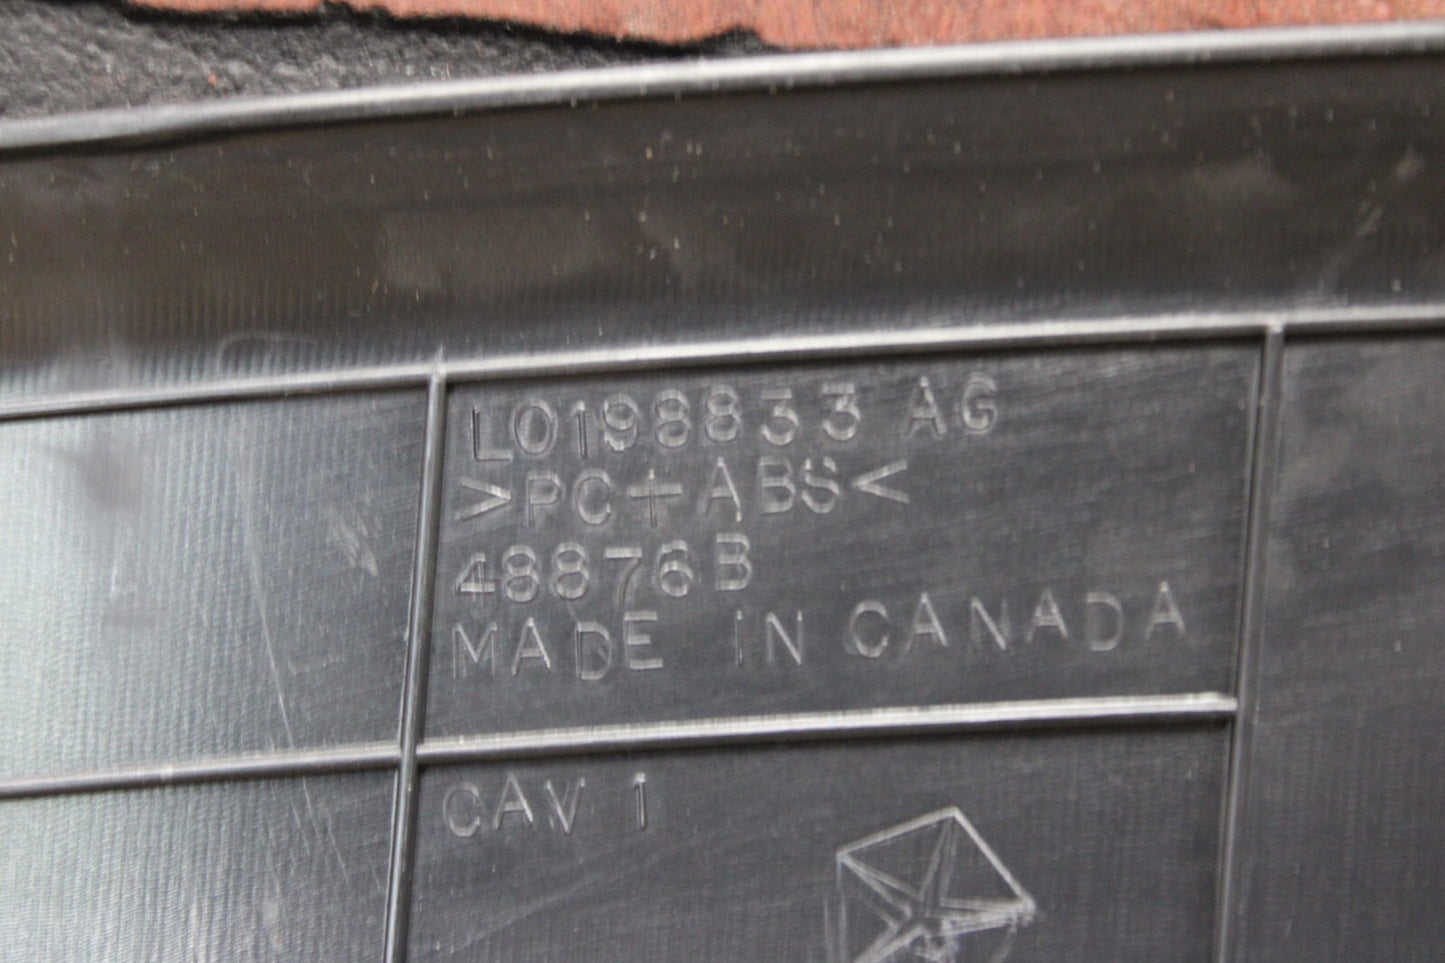 L0198833 AG
>PC+ABS<
48876B
MADE IN CANADA
CAV 1